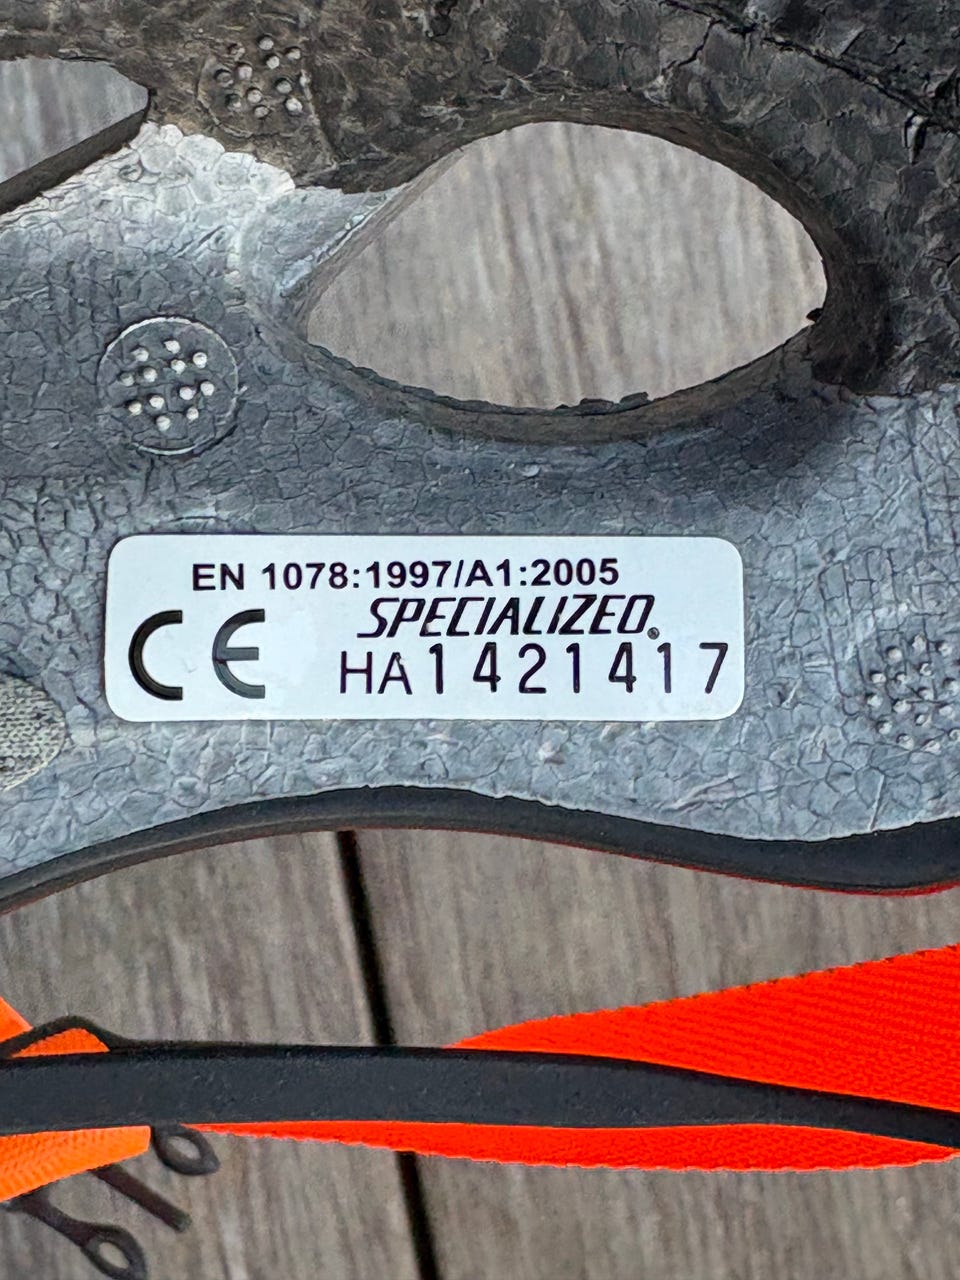 EN 1078:1997/A1:2005
CE SPECIALIZED®
HA1421417